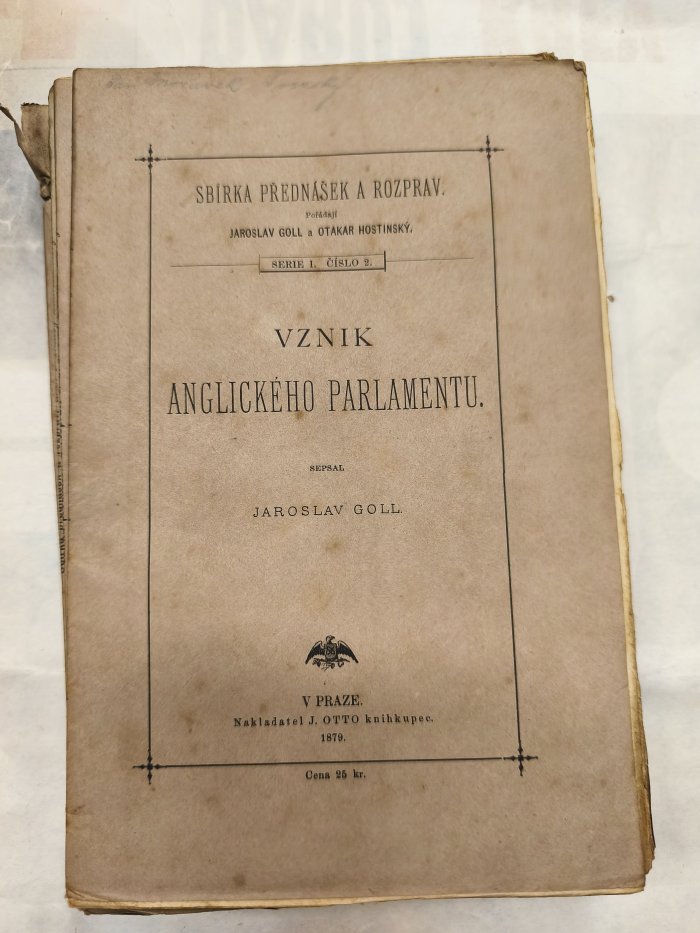 SBÍRKA PŘEDNÁŠEK A ROZPRAV.
Pořádají
JAROSLAV GOLL a OTAKAR HOSTINSKÝ.
SERIE I. ČÍSLO 2.
VZNIK
ANGLICKÉHO PARLAMENTU.
SEPSAL
JAROSLAV GOLL.
V PRAZE.
Nakladatel J. OTTO knihkupec.
1879.
Cena 25 kr.